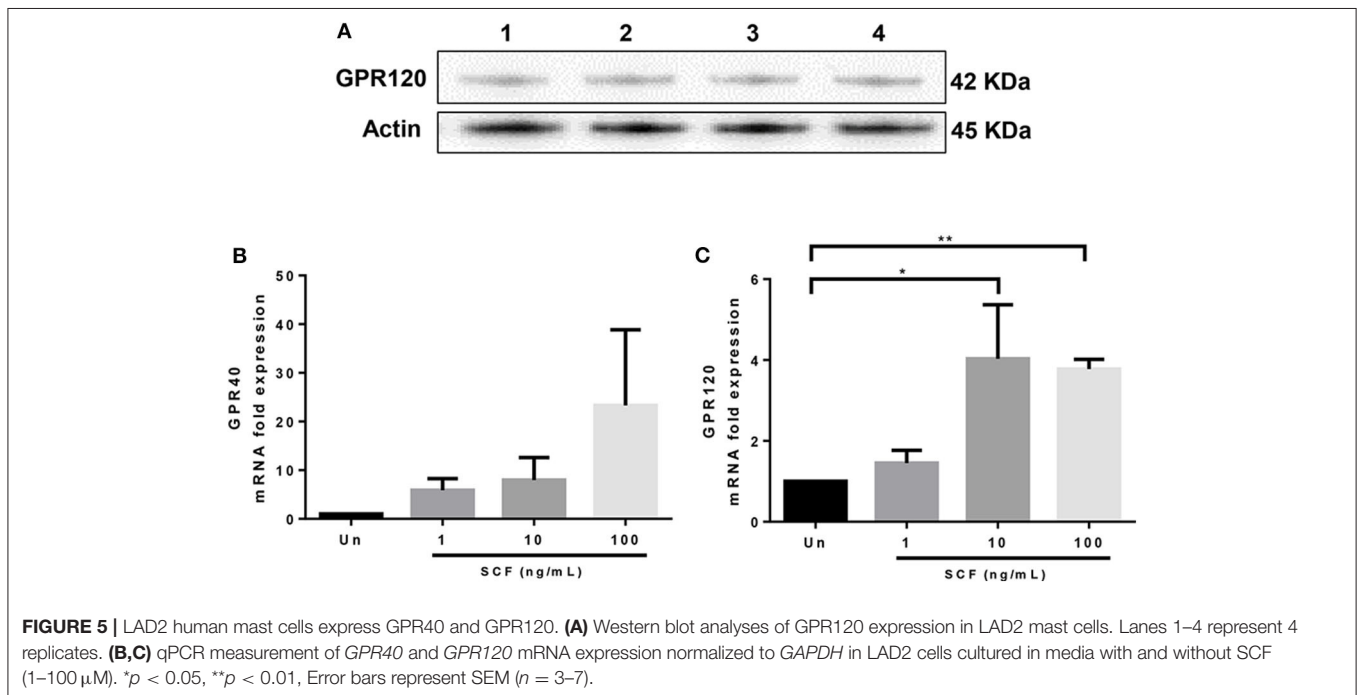 A
1 2 3 4
GPR120 42 KDa
Actin 45 KDa
B
GPR40
mRNA fold expression
50
40
30
20
10
0
Un 1 10 100
SCF (ng/mL)
C
**
*
GPR120
mRNA fold expression
6
4
2
0
Un 1 10 100
SCF (ng/mL)
FIGURE 5 | LAD2 human mast cells express GPR40 and GPR120. (A) Western blot analyses of GPR120 expression in LAD2 mast cells. Lanes 1–4 represent 4
replicates. (B,C) qPCR measurement of GPR40 and GPR120 mRNA expression normalized to GAPDH in LAD2 cells cultured in media with and without SCF
(1–100 μM). *p < 0.05, **p < 0.01, Error bars represent SEM (n = 3–7).